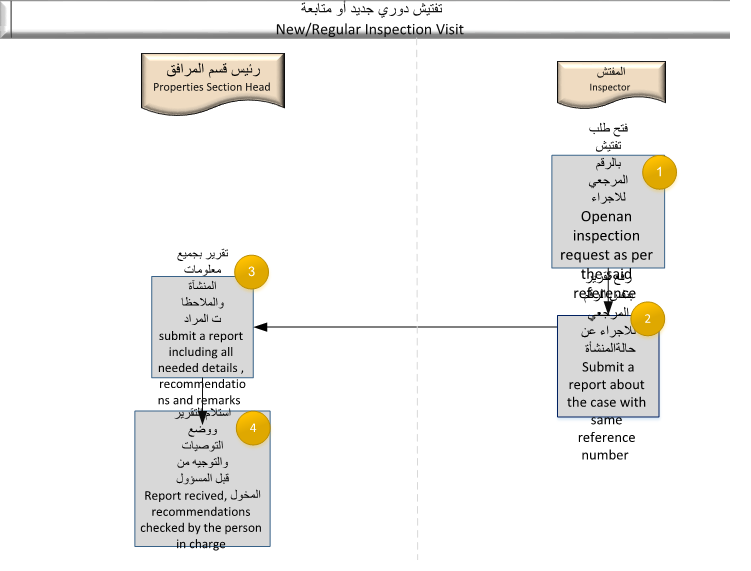 تفتيش دوري جديد أو متابعة
New/Regular Inspection Visit
رئيس قسم المرافق
Properties Section Head
المفتش
Inspector
1
فتح طلب
تفتيش
بالرقم
المرجعي
للاجراء
Openan
inspection
request as per
the said
reference
2
رفع تقرير
المرجعي
للاجراء عن
حالةالمنشأة
Submit a
report about
the case with
same
reference
number
3
تقرير بجميع
معلومات
المنشأة
والملاحظا
ت المراد
submit a report
including all
needed details ,
recommendatio
ns and remarks
4
استلام التقرير
ووضع
التوصيات
والتوجيه من
قبل المسؤول
المخول Report recived,
recommendations
checked by the person
in charge